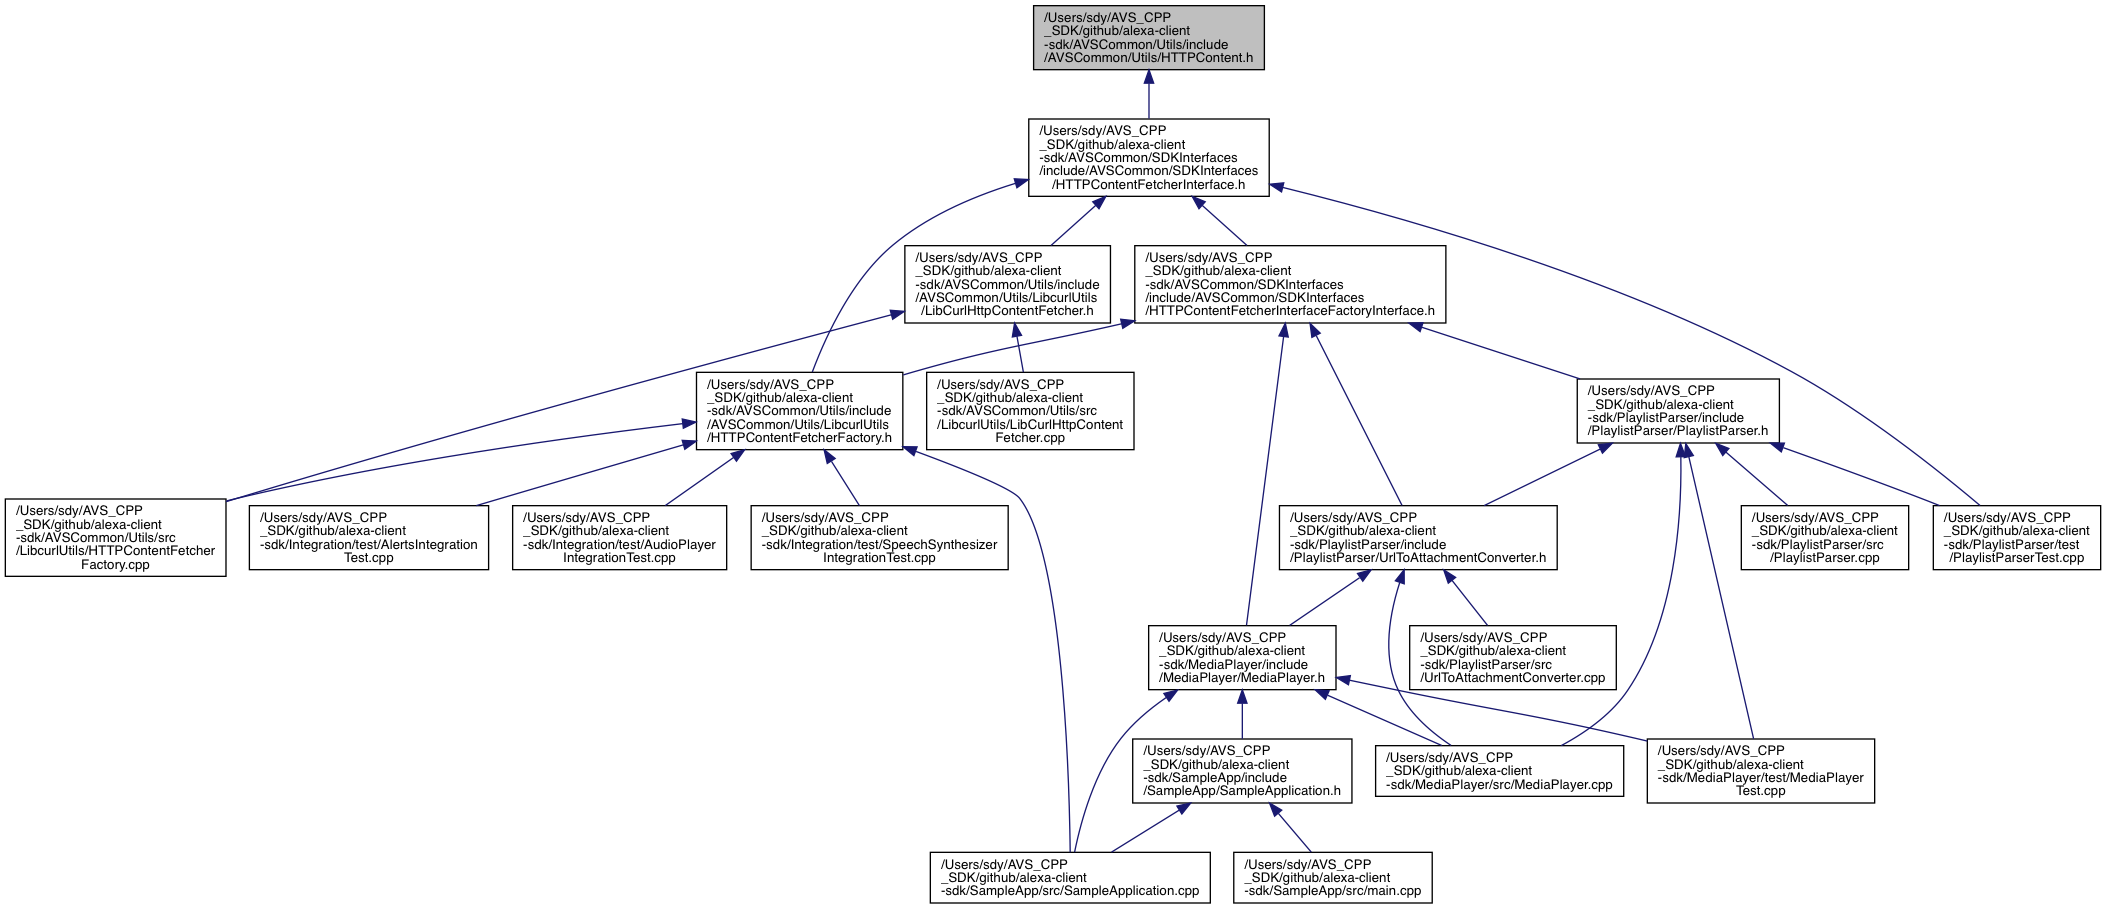 /Users/sdy/AVS_CPP
_SDK/github/alexa-client
-sdk/AVSCommon/Utils/include
/AVSCommon/Utils/HTTPContent.h
/Users/sdy/AVS_CPP
_SDK/github/alexa-client
-sdk/AVSCommon/SDKInterfaces
/include/AVSCommon/SDKInterfaces
/HTTPContentFetcherInterface.h
/Users/sdy/AVS_CPP
_SDK/github/alexa-client
-sdk/AVSCommon/Utils/include
/AVSCommon/Utils/LibcurlUtils
/LibCurlHttpContentFetcher.h
/Users/sdy/AVS_CPP
_SDK/github/alexa-client
-sdk/AVSCommon/SDKInterfaces
/include/AVSCommon/SDKInterfaces
/HTTPContentFetcherInterfaceFactoryInterface.h
/Users/sdy/AVS_CPP
_SDK/github/alexa-client
-sdk/AVSCommon/Utils/include
/AVSCommon/Utils/LibcurlUtils
/HTTPContentFetcherFactory.h
/Users/sdy/AVS_CPP
_SDK/github/alexa-client
-sdk/AVSCommon/Utils/src
/LibcurlUtils/LibCurlHttpContent
Fetcher.cpp
/Users/sdy/AVS_CPP
_SDK/github/alexa-client
-sdk/PlaylistParser/include
/PlaylistParser/PlaylistParser.h
/Users/sdy/AVS_CPP
_SDK/github/alexa-client
-sdk/AVSCommon/Utils/src
/LibcurlUtils/HTTPContentFetcher
Factory.cpp
/Users/sdy/AVS_CPP
_SDK/github/alexa-client
-sdk/Integration/test/AlertsIntegration
Test.cpp
/Users/sdy/AVS_CPP
_SDK/github/alexa-client
-sdk/Integration/test/AudioPlayer
IntegrationTest.cpp
/Users/sdy/AVS_CPP
_SDK/github/alexa-client
-sdk/Integration/test/SpeechSynthesizer
IntegrationTest.cpp
/Users/sdy/AVS_CPP
_SDK/github/alexa-client
-sdk/PlaylistParser/include
/PlaylistParser/UrlToAttachmentConverter.h
/Users/sdy/AVS_CPP
_SDK/github/alexa-client
-sdk/PlaylistParser/src
/PlaylistParser.cpp
/Users/sdy/AVS_CPP
_SDK/github/alexa-client
-sdk/PlaylistParser/test
/PlaylistParserTest.cpp
/Users/sdy/AVS_CPP
_SDK/github/alexa-client
-sdk/MediaPlayer/include
/MediaPlayer/MediaPlayer.h
/Users/sdy/AVS_CPP
_SDK/github/alexa-client
-sdk/PlaylistParser/src
/UrlToAttachmentConverter.cpp
/Users/sdy/AVS_CPP
_SDK/github/alexa-client
-sdk/SampleApp/include
/SampleApp/SampleApplication.h
/Users/sdy/AVS_CPP
_SDK/github/alexa-client
-sdk/MediaPlayer/src/MediaPlayer.cpp
/Users/sdy/AVS_CPP
_SDK/github/alexa-client
-sdk/MediaPlayer/test/MediaPlayer
Test.cpp
/Users/sdy/AVS_CPP
_SDK/github/alexa-client
-sdk/SampleApp/src/SampleApplication.cpp
/Users/sdy/AVS_CPP
_SDK/github/alexa-client
-sdk/SampleApp/src/main.cpp